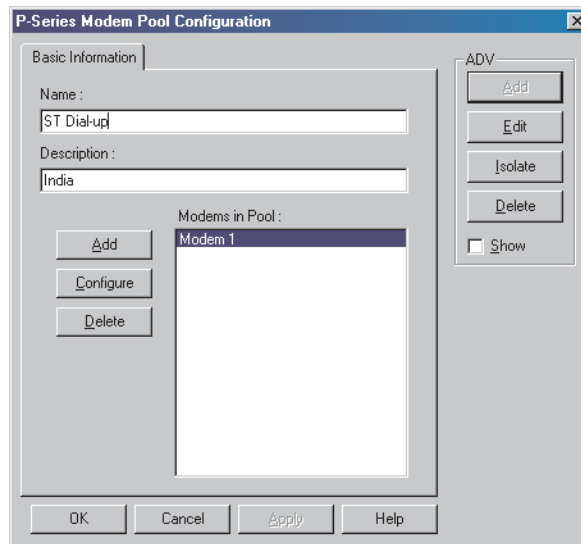 P-Series Modem Pool Configuration
Basic Information
Name :
ST Dial-up
Description :
India
Modems in Pool :
Modem 1
Add
Configure
Delete
ADV
Add
Edit
Isolate
Delete
Show
OK
Cancel
Apply
Help